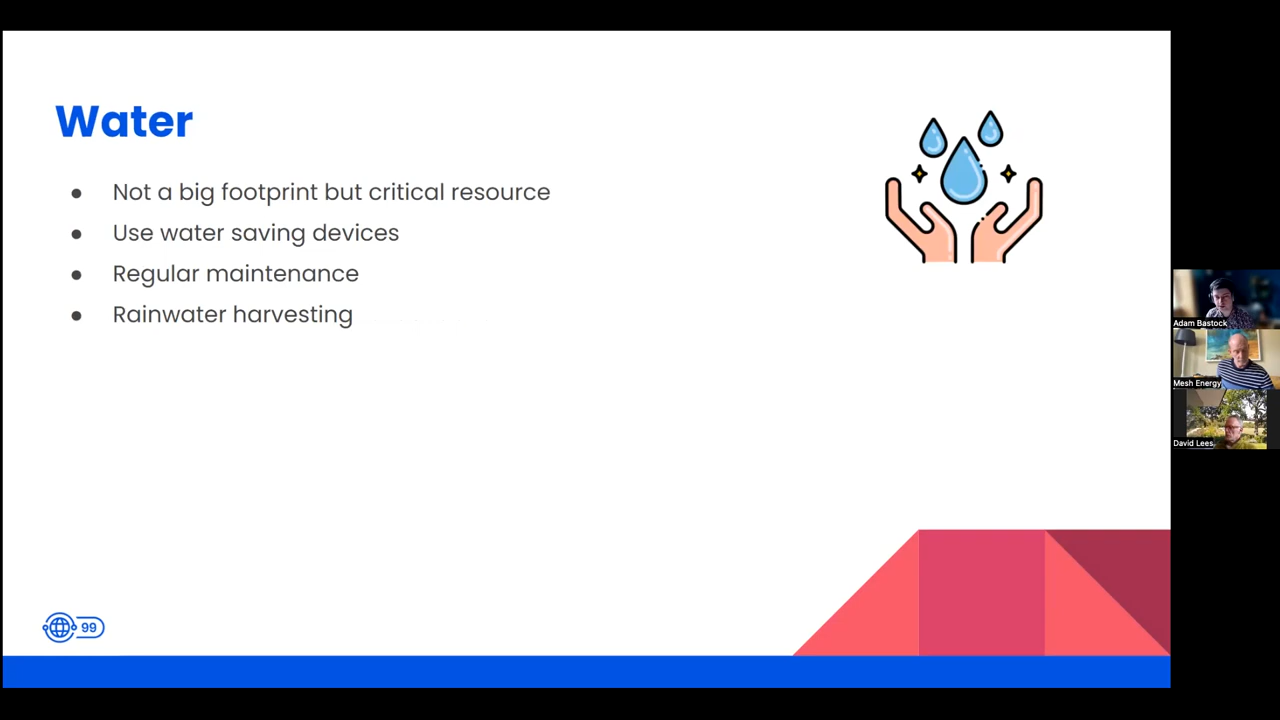 Water
● Not a big footprint but critical resource
● Use water saving devices
● Regular maintenance
● Rainwater harvesting
99
Adam Bastock
Mesh Energy
David Lees